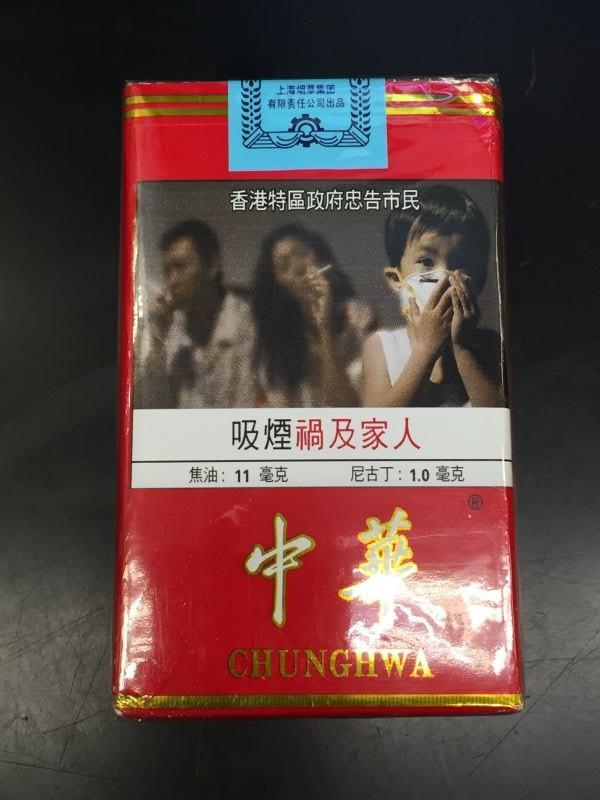 上海烟草集团
有限责任公司出品
香港特區政府忠告市民
吸煙禍及家人
焦油: 11 毫克 尼古丁: 1.0 毫克
®
中華
CHUNGHWA